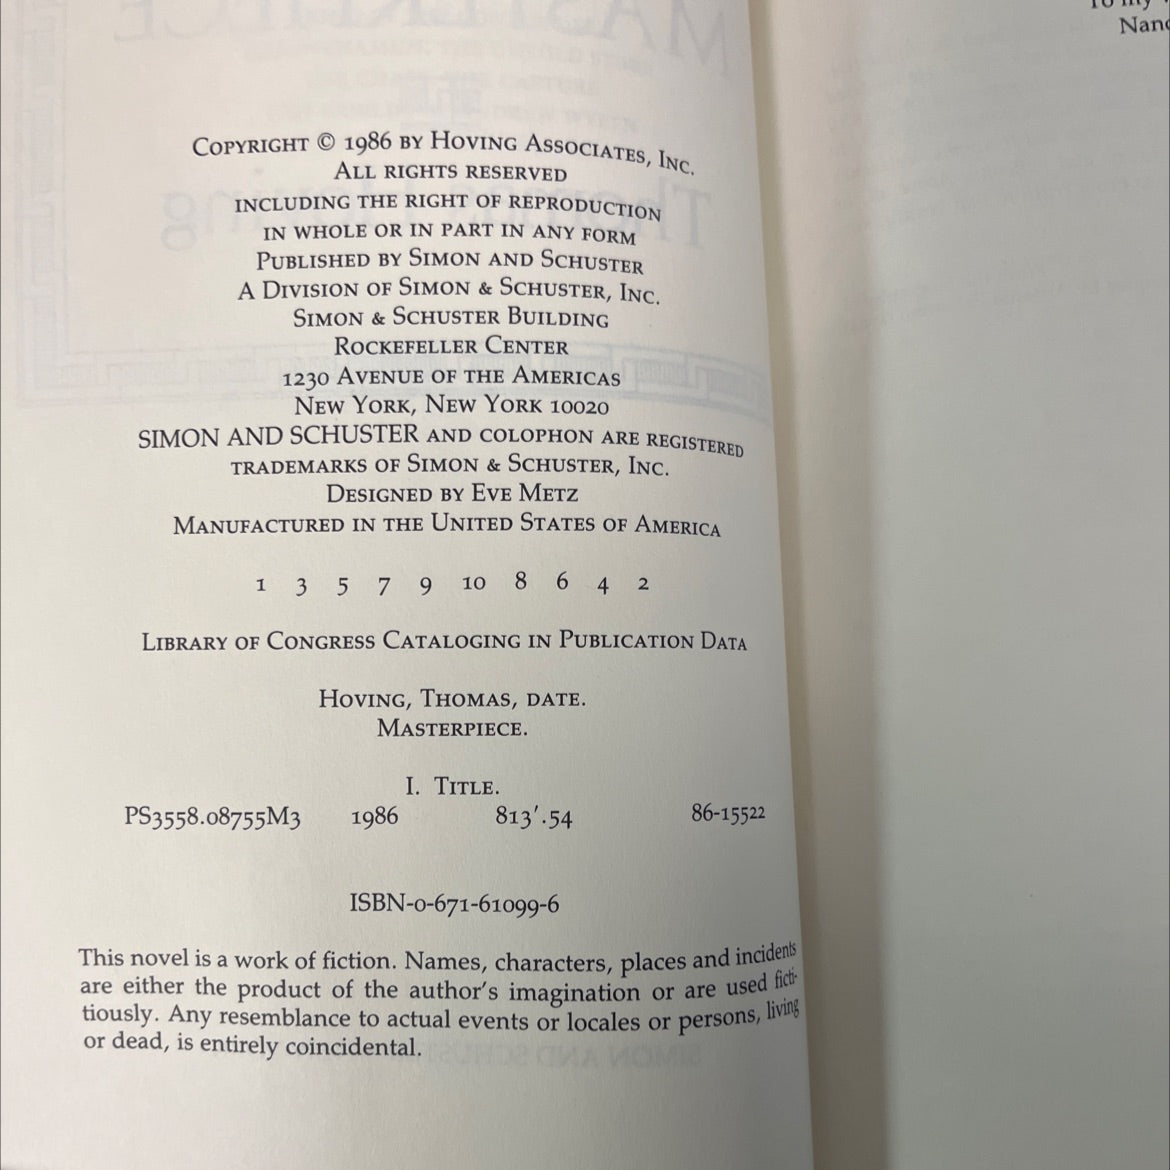 COPYRIGHT © 1986 BY HOVING ASSOCIATES, INC.
ALL RIGHTS RESERVED
INCLUDING THE RIGHT OF REPRODUCTION
IN WHOLE OR IN PART IN ANY FORM
PUBLISHED BY SIMON AND SCHUSTER
A DIVISION OF SIMON & SCHUSTER, INC.
SIMON & SCHUSTER BUILDING
ROCKEFELLER CENTER
1230 AVENUE OF THE AMERICAS
NEW YORK, NEW YORK 10020
SIMON AND SCHUSTER AND COLOPHON ARE REGISTERED
TRADEMARKS OF SIMON & SCHUSTER, INC.
DESIGNED BY EVE METZ
MANUFACTURED IN THE UNITED STATES OF AMERICA
1 3 5 7 9 10 8 6 4 2
LIBRARY OF CONGRESS CATALOGING IN PUBLICATION DATA
HOVING, THOMAS, DATE.
MASTERPIECE.
I. TITLE.
PS3558.08755M3 1986 813'.54 86-15522
ISBN-0-671-61099-6
This novel is a work of fiction. Names, characters, places and incidents
are either the product of the author's imagination or are used ficti-
tiously. Any resemblance to actual events or locales or persons, living
or dead, is entirely coincidental.
To my
Nanc